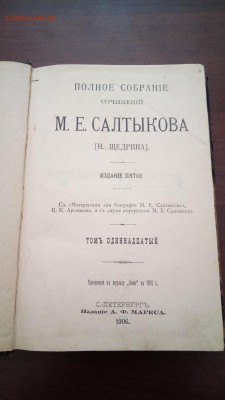 ПОЛНОЕ СОБРАНІЕ
СОЧИНЕНІЙ
М. Е. САЛТЫКОВА
[Н. ЩЕДРИНА].
ИЗДАНІЕ ПЯТОЕ
Съ «Матеріалами для біографіи М. Е. Салтыкова»,
К. К. Арсеньева, и съ двумя портретами М. Е. Салтыкова.
ТОМЪ ОДИННАДЦАТЫЙ
Приложеніе къ журналу „Нива" на 1906 г.
С.-ПЕТЕРБУРГЪ.
Изданіе А. Ф. МАРКСА.
1906.